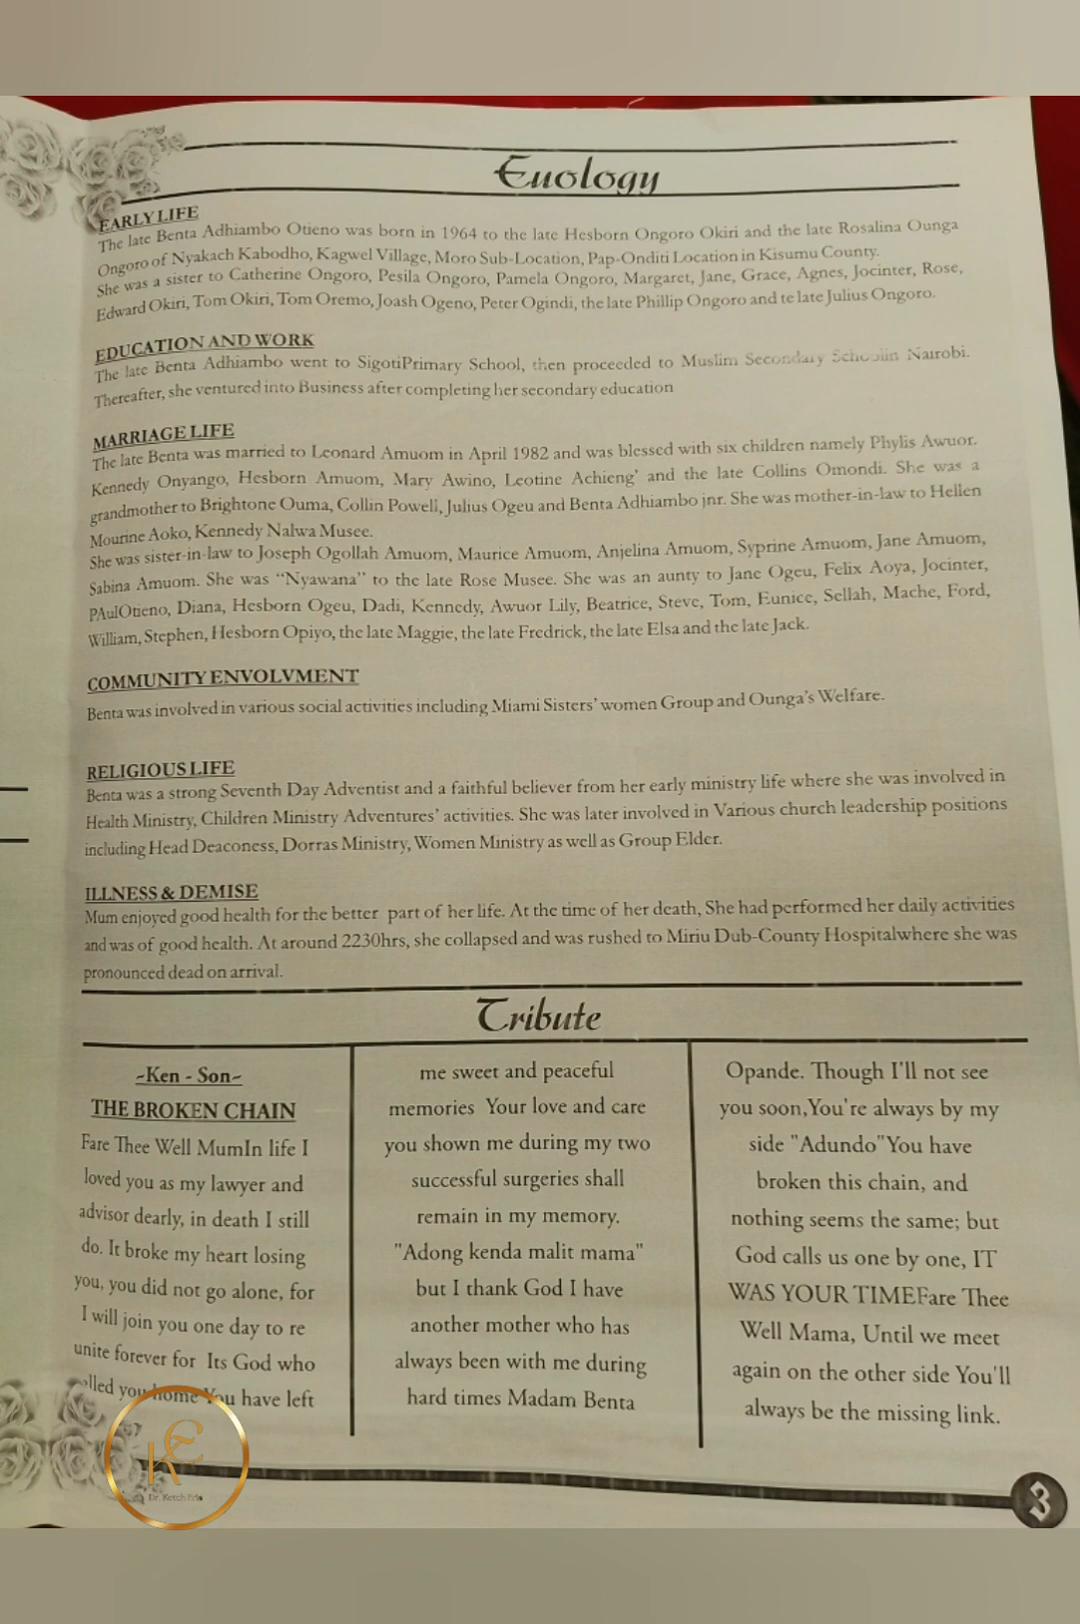 Euology
EARLY LIFE
The late Benta Adhiambo Otieno was born in 1964 to the late Hesborn Ongoro Okiri and the late Rosalina Ounga
Ongoro of Nyakach Kabodho, Kagwel Village, Moro Sub-Location, Pap-Onditi Location in Kisumu County.
She was a sister to Catherine Ongoro, Pesila Ongoro, Pamela Ongoro, Margaret, Jane, Grace, Agnes, Jocinter, Rose,
Edward Okiri, Tom Okiri, Tom Oremo, Joash Ogeno, Peter Ogindi, the late Phillip Ongoro and te late Julius Ongoro.
EDUCATION AND WORK
The late Benta Adhiambo went to SigotiPrimary School, then proceeded to Muslim Secondary Schoolin Nairobi.
Thereafter, she ventured into Business after completing her secondary education
MARRIAGE LIFE
The late Benta was married to Leonard Amuom in April 1982 and was blessed with six children namely Phylis Awuor.
Kennedy Onyango, Hesborn Amuom, Mary Awino, Leotine Achieng' and the late Collins Omondi. She was a
grandmother to Brightone Ouma, Collin Powell, Julius Ogeu and Benta Adhiambo jnr. She was mother-in-law to Hellen
Mourine Aoko, Kennedy Nalwa Musee.
She was sister-in-law to Joseph Ogollah Amuom, Maurice Amuom, Anjelina Amuom, Syprine Amuom, Jane Amuom,
Sabina Amuom. She was "Nyawana" to the late Rose Musee. She was an aunty to Jane Ogeu, Felix Aoya, Jocinter,
PAulOtieno, Diana, Hesborn Ogeu, Dadi, Kennedy, Awuor Lily, Beatrice, Steve, Tom, Eunice, Sellah, Mache, Ford,
William, Stephen, Hesborn Opiyo, the late Maggie, the late Fredrick, the late Elsa and the late Jack.
COMMUNITY ENVOLVMENT
Benta was involved in various social activities including Miami Sisters' women Group and Ounga's Welfare.
RELIGIOUS LIFE
Benta was a strong Seventh Day Adventist and a faithful believer from her early ministry life where she was involved in
Health Ministry, Children Ministry Adventures' activities. She was later involved in Various church leadership positions
including Head Deaconess, Dorras Ministry, Women Ministry as well as Group Elder.
ILLNESS & DEMISE
Mum enjoyed good health for the better part of her life. At the time of her death, She had performed her daily activities
and was of good health. At around 2230hrs, she collapsed and was rushed to Miriu Dub-County Hospitalwhere she was
pronounced dead on arrival.
Tribute
~Ken - Son~
THE BROKEN CHAIN
Fare Thee Well MumIn life I
loved you as my lawyer and
advisor dearly, in death I still
do. It broke my heart losing
you, you did not go alone, for
I will join you one day to re
unite forever for Its God who
alled you home You have left
me sweet and peaceful
memories Your love and care
you shown me during my two
successful surgeries shall
remain in my memory.
"Adong kenda malit mama"
but I thank God I have
another mother who has
always been with me during
hard times Madam Benta
Opande. Though I'll not see
you soon,You're always by my
side "Adundo"You have
broken this chain, and
nothing seems the same; but
God calls us one by one, IT
WAS YOUR TIMEFare Thee
Well Mama, Until we meet
again on the other side You'll
always be the missing link.
Dr. Ketch Eric
3